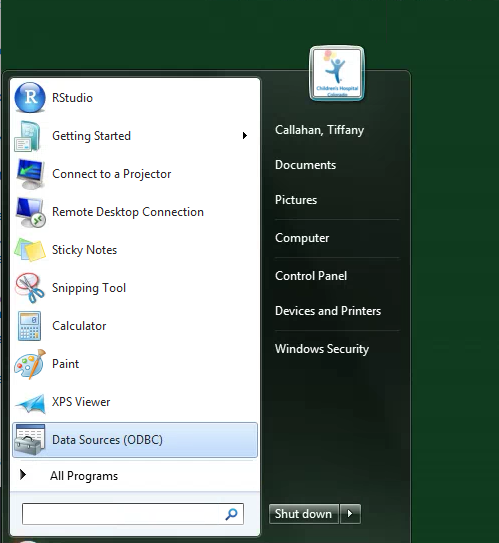 Children's Hospital
Colorado
RStudio
Getting Started
Connect to a Projector
Remote Desktop Connection
Sticky Notes
Snipping Tool
Calculator
Paint
XPS Viewer
Data Sources (ODBC)
All Programs
Callahan, Tiffany
Documents
Pictures
Computer
Control Panel
Devices and Printers
Windows Security
Shut down